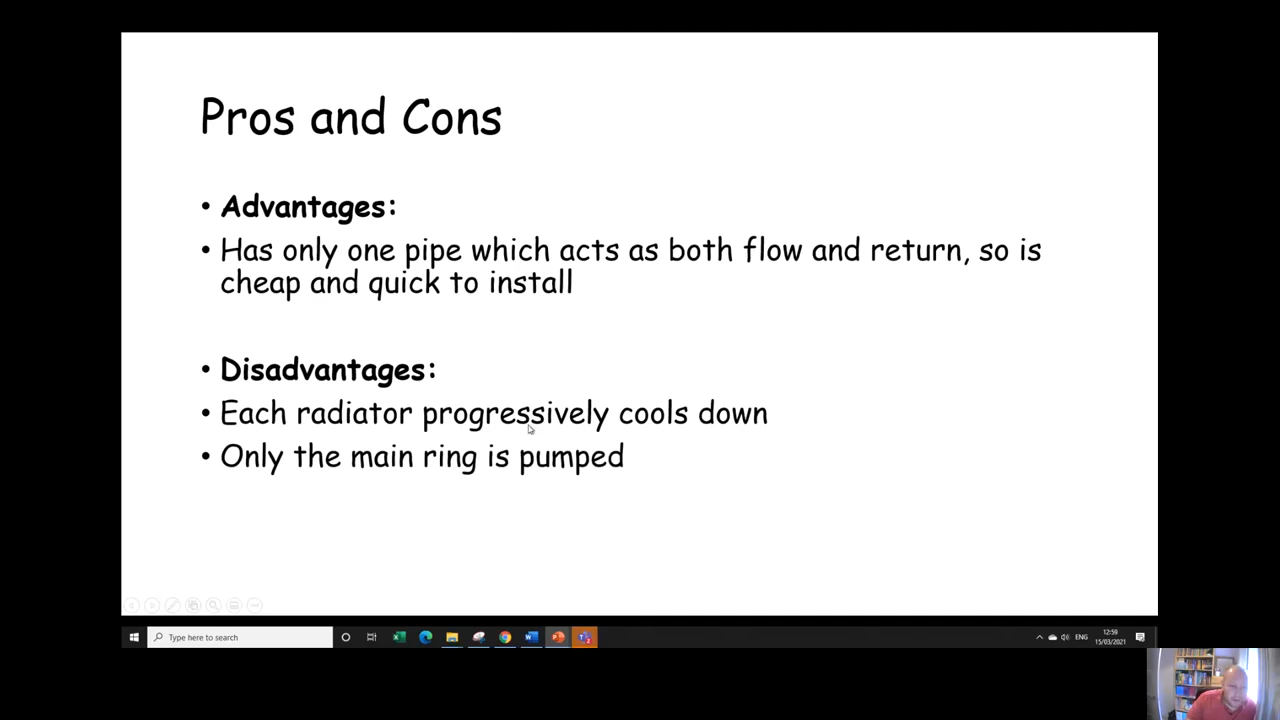 Pros and Cons
• Advantages:
• Has only one pipe which acts as both flow and return, so is
cheap and quick to install
• Disadvantages:
• Each radiator progressively cools down
• Only the main ring is pumped
Type here to search
ENG
12:59
15/03/2021